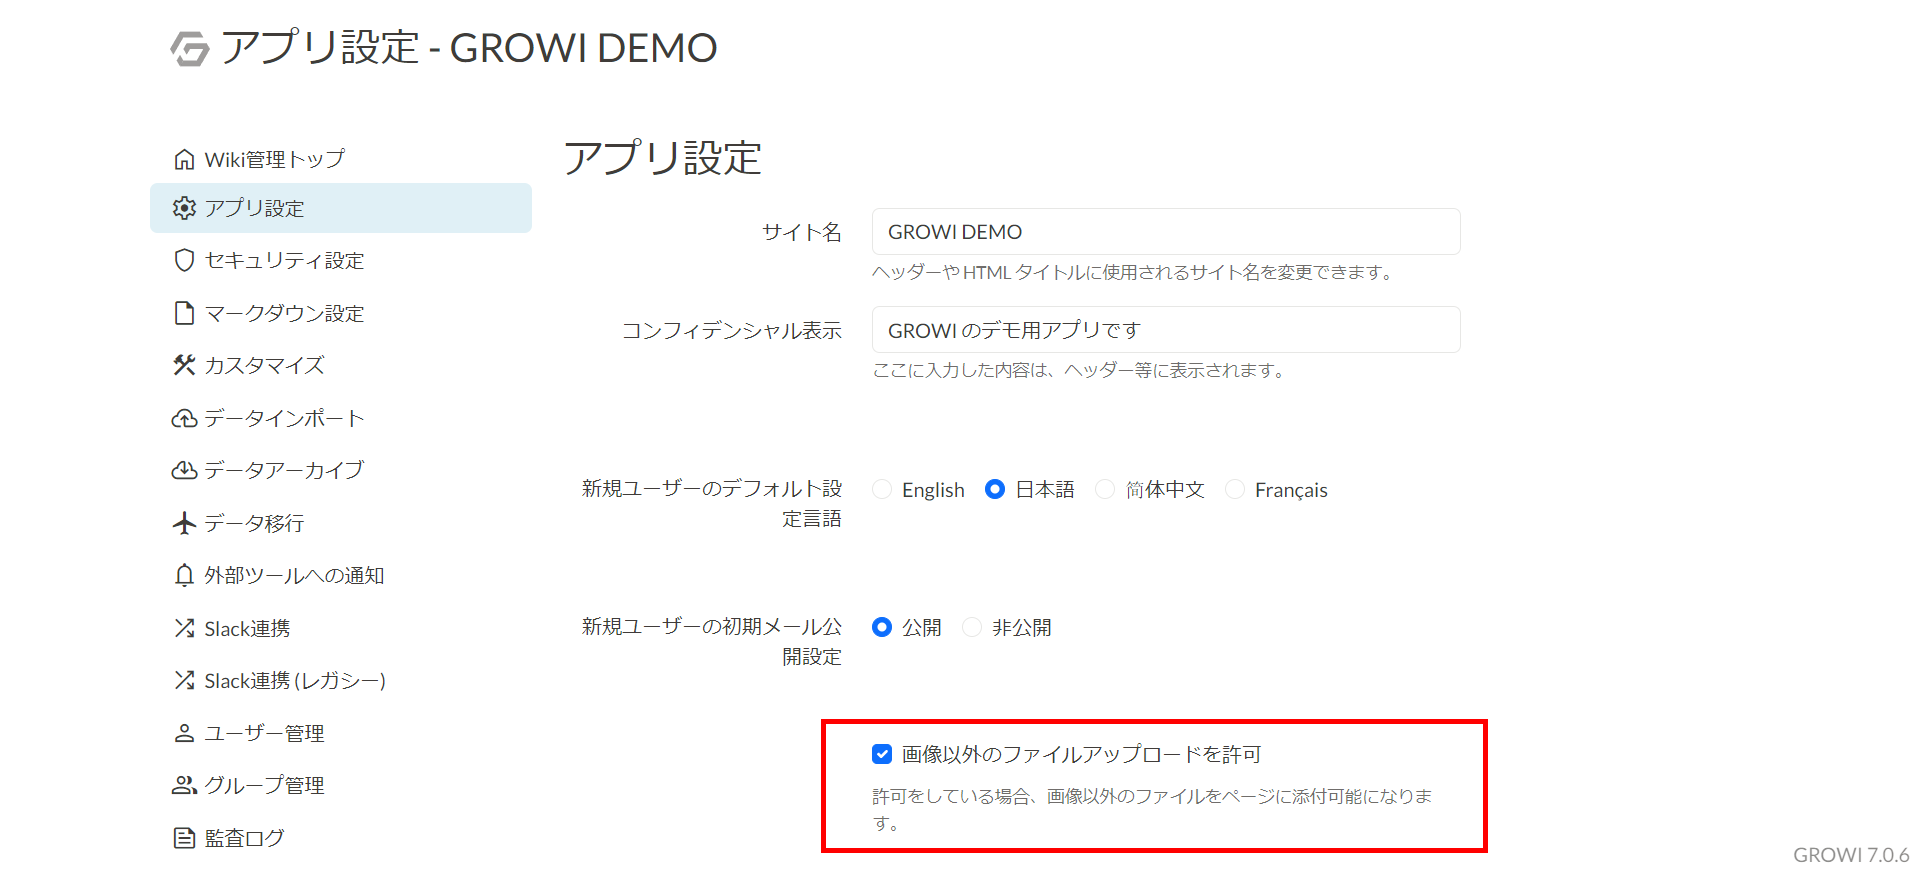 アプリ設定 - GROWI DEMO
Wiki管理トップ
アプリ設定
セキュリティ設定
マークダウン設定
カスタマイズ
データインポート
データアーカイブ
データ移行
外部ツールへの通知
Slack連携
Slack連携 (レガシー)
ユーザー管理
グループ管理
監査ログ
アプリ設定
サイト名
GROWI DEMO
ヘッダーや HTML タイトルに使用されるサイト名を変更できます。
コンフィデンシャル表示
GROWI のデモ用アプリです
ここに入力した内容は、ヘッダー等に表示されます。
新規ユーザーのデフォルト設
定言語
English 日本語 简体中文 Français
新規ユーザーの初期メール公
開設定
公開 非公開
画像以外のファイルアップロードを許可
許可をしている場合、画像以外のファイルをページに添付可能になりま
す。
GROWI 7.0.6